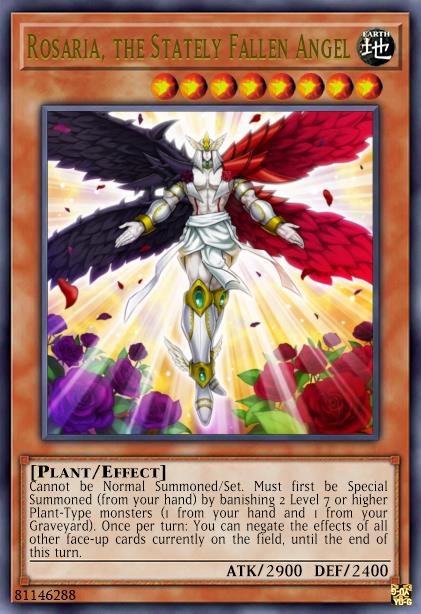 Rosaria, the Stately Fallen Angel
EARTH
地
[Plant/Effect]
Cannot be Normal Summoned/Set. Must first be Special
Summoned (from your hand) by banishing 2 Level 7 or higher
Plant-Type monsters (1 from your hand and 1 from your
Graveyard). Once per turn: You can negate the effects of all
other face-up cards currently on the field, until the end of
this turn.
ATK/2900 DEF/2400
81146288